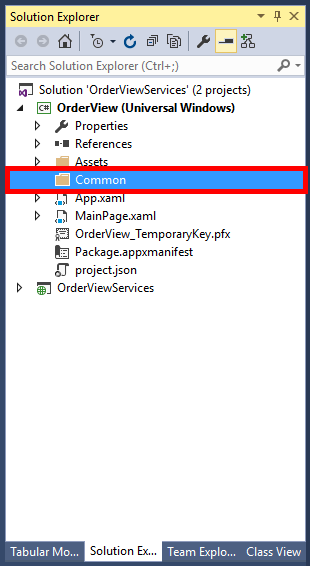 Solution Explorer
Search Solution Explorer (Ctrl+;)
Solution 'OrderViewServices' (2 projects)
C# OrderView (Universal Windows)
Properties
References
Assets
Common
App.xaml
MainPage.xaml
OrderView_TemporaryKey.pfx
Package.appxmanifest
project.json
OrderViewServices
Tabular Mo... Solution Ex... Team Explo... Class View